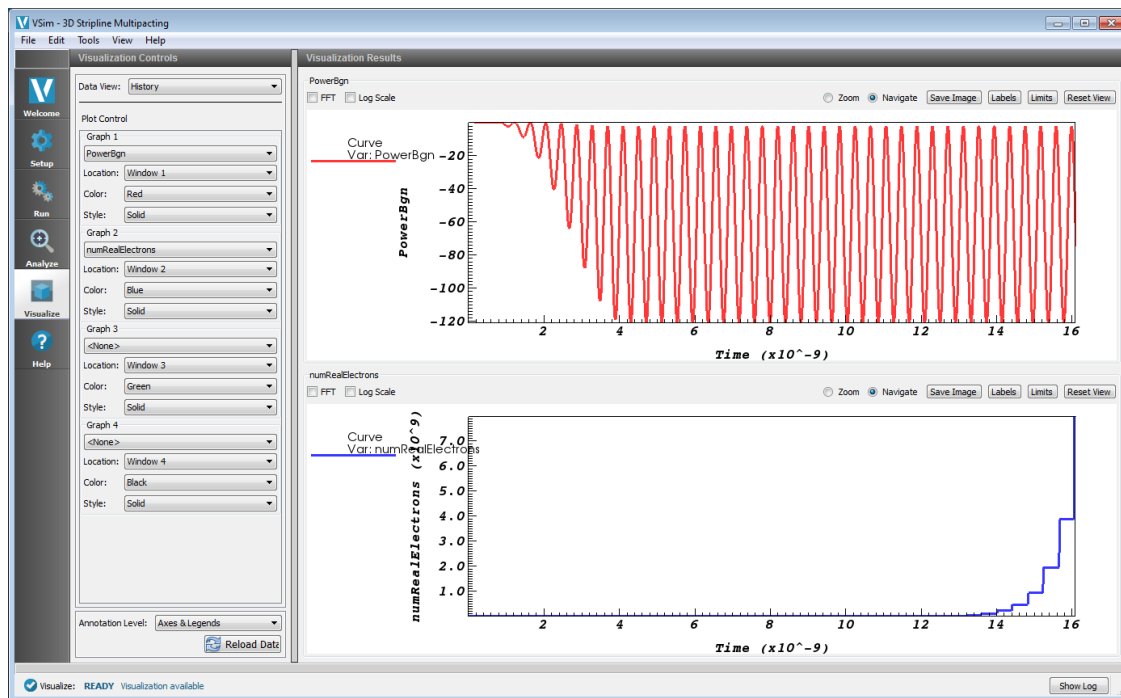 VSim - 3D Stripline Multipacting
File Edit Tools View Help
Visualization Controls
Visualization Results
Welcome
Setup
Run
Analyze
Visualize
Help
Data View: History
Plot Control
Graph 1
PowerBgn
Location: Window 1
Color: Red
Style: Solid
Graph 2
numRealElectrons
Location: Window 2
Color: Blue
Style: Solid
Graph 3
<None>
Location: Window 3
Color: Green
Style: Solid
Graph 4
<None>
Location: Window 4
Color: Black
Style: Solid
Annotation Level: Axes & Legends
Reload Data
PowerBgn
FFT Log Scale Zoom Navigate Save Image Labels Limits Reset View
Curve
Var: PowerBgn
PowerBgn
-20
-40
-60
-80
-100
-120
2 4 6 8 10 12 14 16
Time (x10^-9)
numRealElectrons
FFT Log Scale Zoom Navigate Save Image Labels Limits Reset View
Curve
Var: numRealElectrons
numRealElectrons (x10^9)
7.0
6.0
5.0
4.0
3.0
2.0
1.0
2 4 6 8 10 12 14 16
Time (x10^-9)
Visualize: READY Visualization available
Show Log